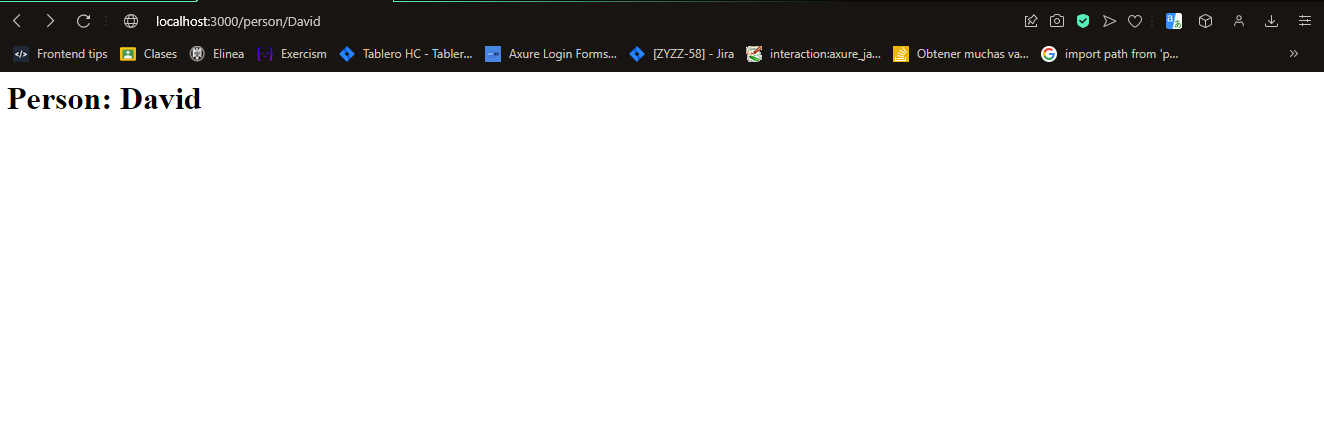 localhost:3000/person/David
Frontend tips Clases Elinea Exercism Tablero HC - Tabler... Axure Login Forms... [ZYZZ-58] - Jira interaction:axure_ja... Obtener muchas va... import path from 'p...
Person: David